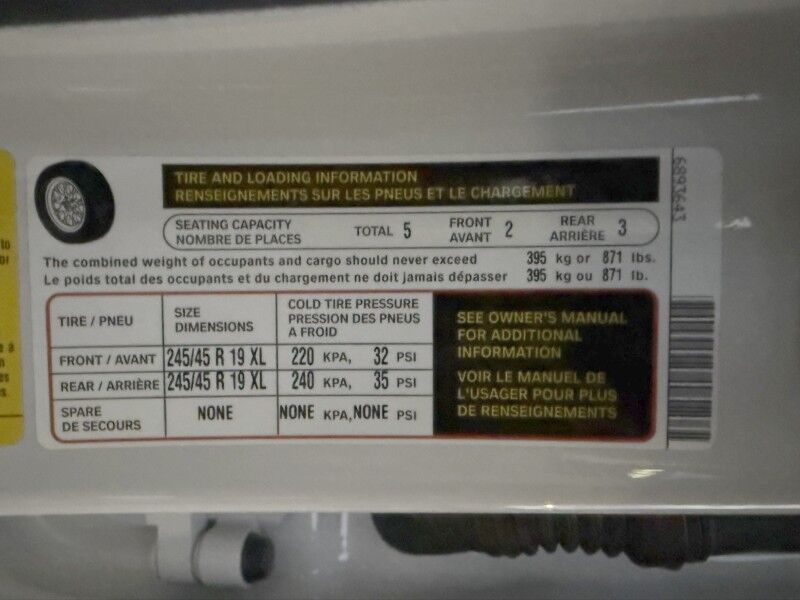 TIRE AND LOADING INFORMATION
RENSEIGNEMENTS SUR LES PNEUS ET LE CHARGEMENT
SEATING CAPACITY
NOMBRE DE PLACES
TOTAL 5
FRONT
AVANT 2
REAR
ARRIÈRE 3
The combined weight of occupants and cargo should never exceed 395 kg or 871 lbs.
Le poids total des occupants et du chargement ne doit jamais dépasser 395 kg ou 871 lb.
TIRE / PNEU
SIZE
DIMENSIONS
COLD TIRE PRESSURE
PRESSION DES PNEUS
A FROID
FRONT / AVANT 245/45 R 19 XL 220 KPA, 32 PSI
REAR / ARRIÈRE 245/45 R 19 XL 240 KPA, 35 PSI
SPARE
DE SECOURS
NONE NONE KPA, NONE PSI
SEE OWNER'S MANUAL
FOR ADDITIONAL
INFORMATION
VOIR LE MANUEL DE
L'USAGER POUR PLUS
DE RENSEIGNEMENTS
6893643